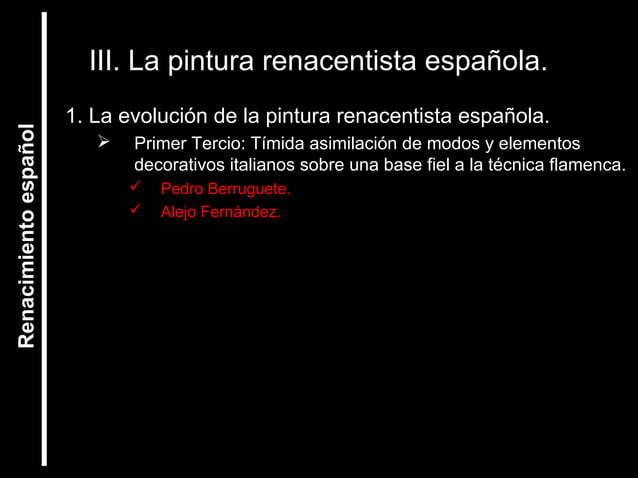 III. La pintura renacentista española.
1. La evolución de la pintura renacentista española.
Primer Tercio: Tímida asimilación de modos y elementos
decorativos italianos sobre una base fiel a la técnica flamenca.
Pedro Berruguete.
Alejo Fernández.
Renacimiento español